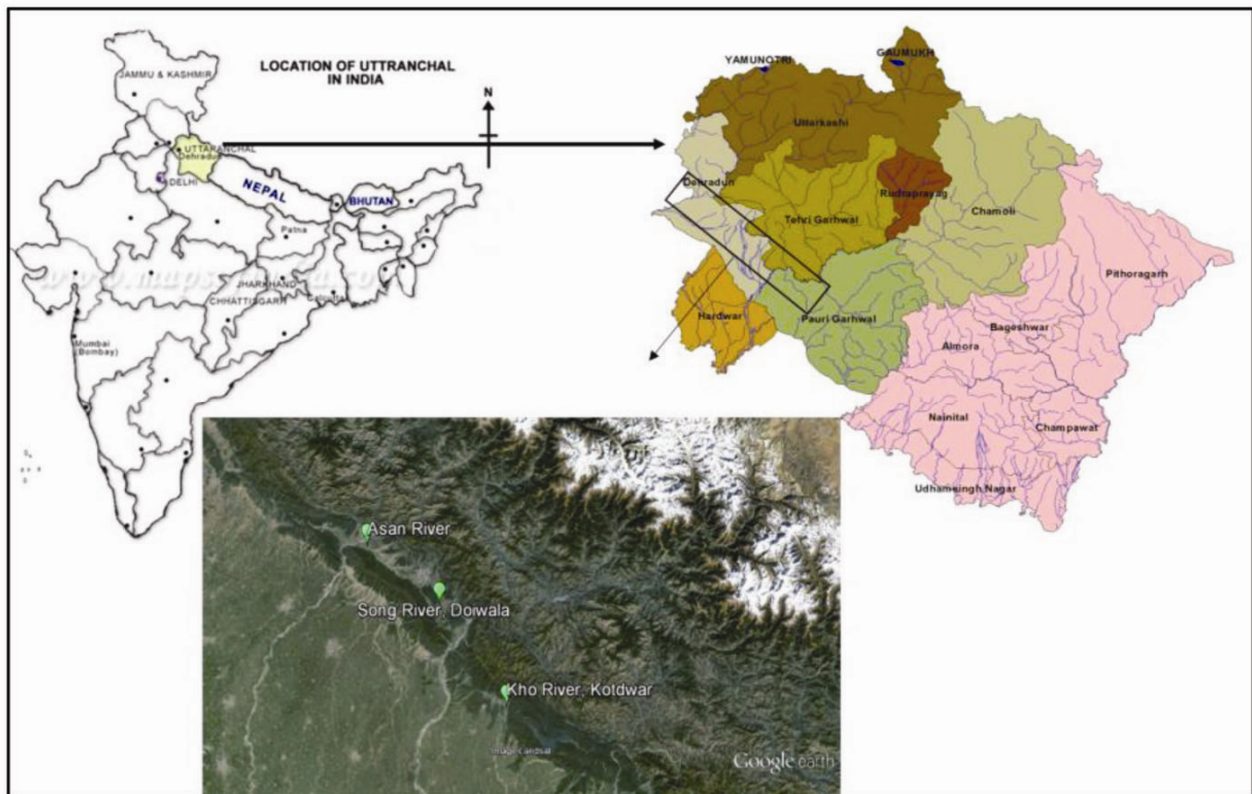 LOCATION OF UTTRANCHAL
IN INDIA
N
JAMMU & KASHMIR
UTTARANCHAL
Dehradun
DELHI
NEPAL
BHUTAN
Patna
JHARKHAND
CHHATTISGARH
Calcutta
Mumbai
(Bombay)
YAMUNOTRI
GAUMUKH
Uttarkashi
Dehradun
Rudraprayag
Tehri Garhwal
Chamoli
Pithoragarh
Hardwar
Pauri Garhwal
Bageshwar
Almora
Nainital
Champawat
Udhamsingh Nagar
Asan River
Song River, Doiwala
Kho River, Kotdwar
Image Landsat
Google earth